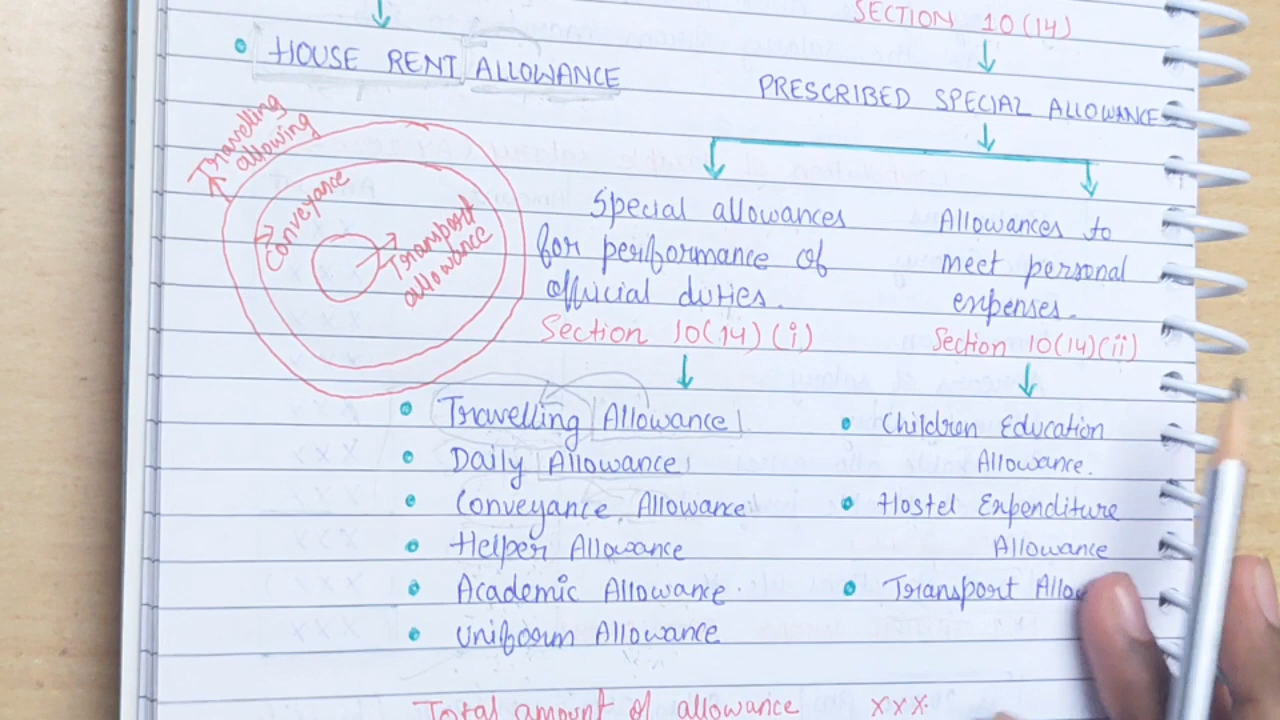 SECTION 10(14)
• HOUSE RENT ALLOWANCE
PRESCRIBED SPECIAL ALLOWANCE
Travelling
allowing
Conveyance
Transport
allowance
Special allowances
for performance of
official duties.
Section 10(14)(i)
• Travelling Allowance
• Daily Allowance
• Conveyance Allowance
• Helper Allowance
• Academic Allowance.
• Uniform Allowance
Allowances to
meet personal
expenses.
Section 10(14)(ii)
• Children Education
Allowance.
• Hostel Expenditure
Allowance
• Transport Allo
Total amount of allowance xxx.